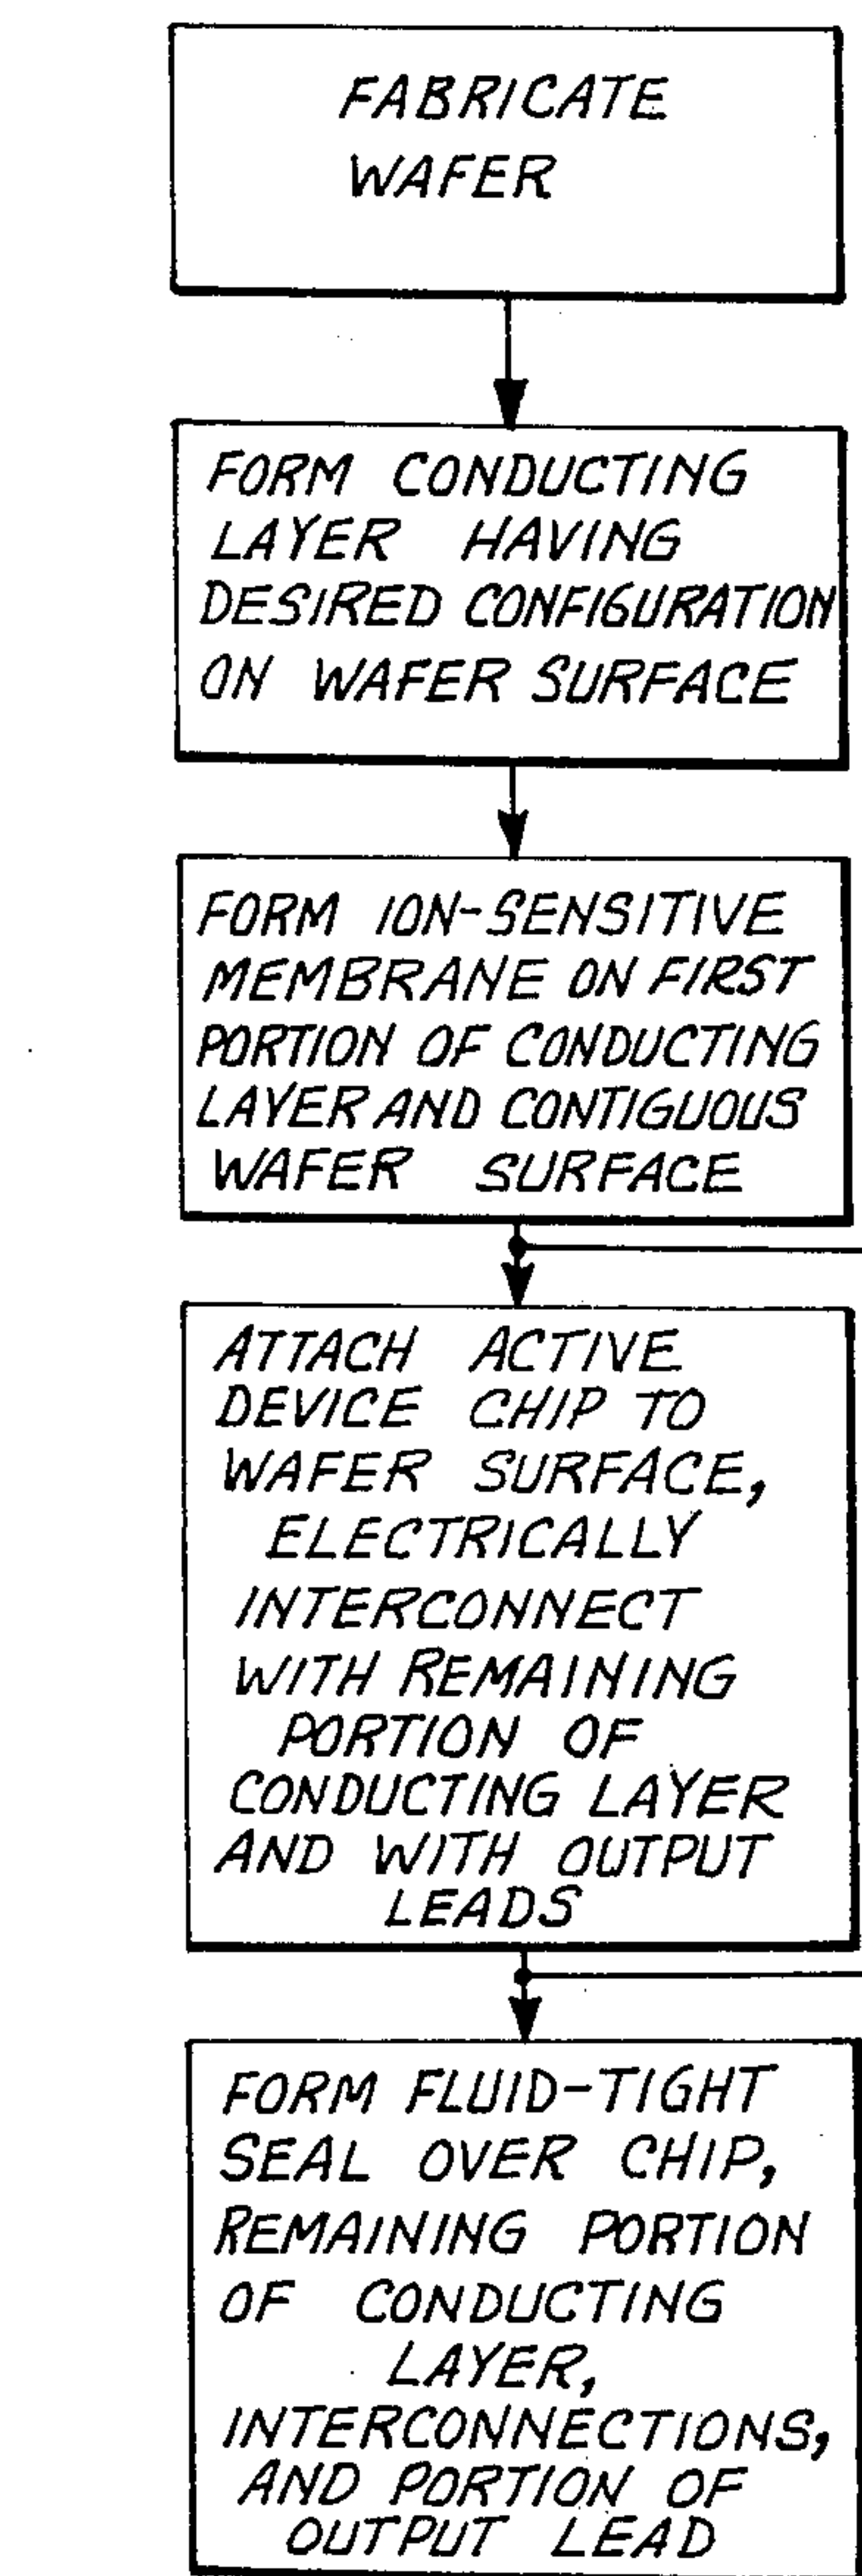 FABRICATE
WAFER
FORM CONDUCTING
LAYER HAVING
DESIRED CONFIGURATION
ON WAFER SURFACE
FORM ION-SENSITIVE
MEMBRANE ON FIRST
PORTION OF CONDUCTING
LAYER AND CONTIGUOUS
WAFER SURFACE
ATTACH ACTIVE
DEVICE CHIP TO
WAFER SURFACE,
ELECTRICALLY
INTERCONNECT
WITH REMAINING
PORTION OF
CONDUCTING LAYER
AND WITH OUTPUT
LEADS
FORM FLUID-TIGHT
SEAL OVER CHIP,
REMAINING PORTION
OF CONDUCTING
LAYER,
INTERCONNECTIONS,
AND PORTION OF
OUTPUT LEAD